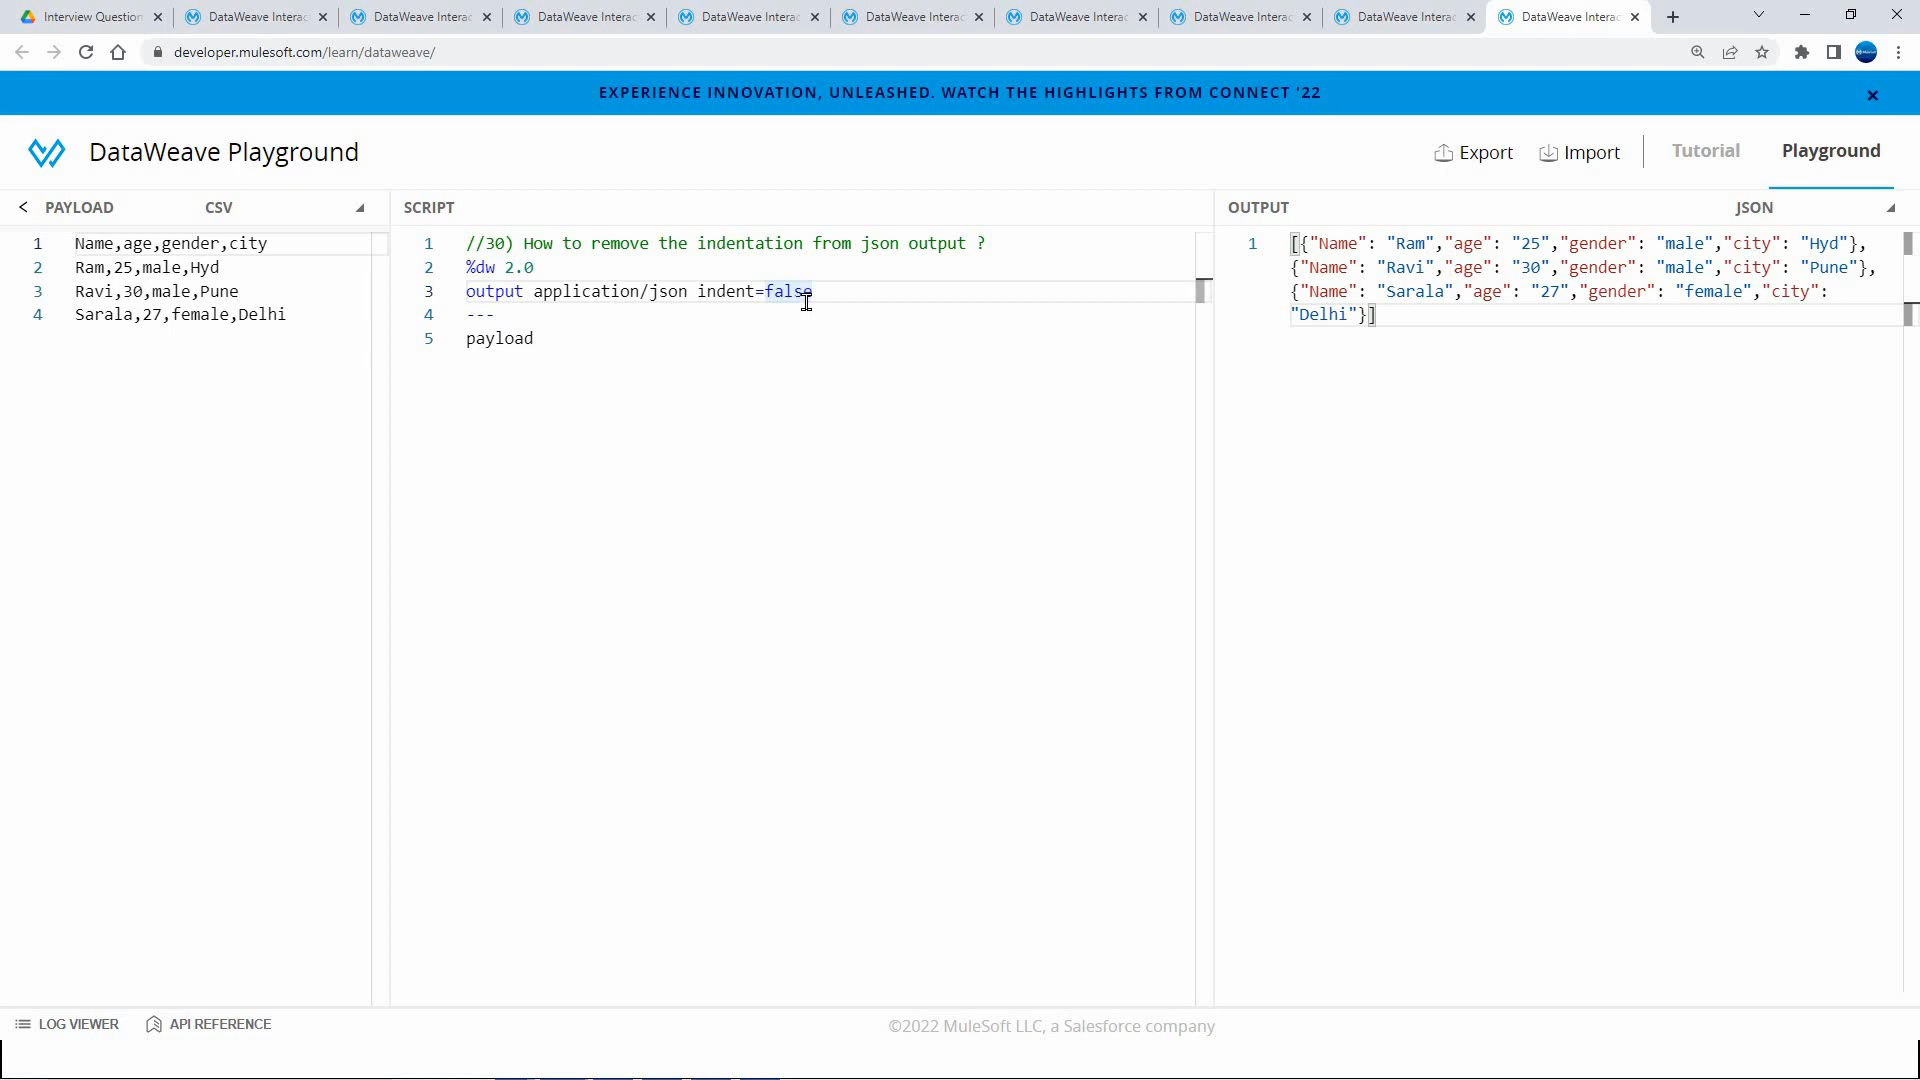 Interview Question
DataWeave Interac
DataWeave Interac
DataWeave Interac
DataWeave Interac
DataWeave Interac
DataWeave Interac
DataWeave Interac
DataWeave Interac
DataWeave Interac
developer.mulesoft.com/learn/dataweave/
EXPERIENCE INNOVATION, UNLEASHED. WATCH THE HIGHLIGHTS FROM CONNECT '22
DataWeave Playground
Export
Import
Tutorial
Playground
PAYLOAD CSV
1 Name,age,gender,city
2 Ram,25,male,Hyd
3 Ravi,30,male,Pune
4 Sarala,27,female,Delhi
SCRIPT
1 //30) How to remove the indentation from json output ?
2 %dw 2.0
3 output application/json indent=false
4 ---
5 payload
OUTPUT JSON
1 [{"Name": "Ram","age": "25","gender": "male","city": "Hyd"},
{"Name": "Ravi","age": "30","gender": "male","city": "Pune"},
{"Name": "Sarala","age": "27","gender": "female","city":
"Delhi"}]
LOG VIEWER
API REFERENCE
©2022 MuleSoft LLC, a Salesforce company